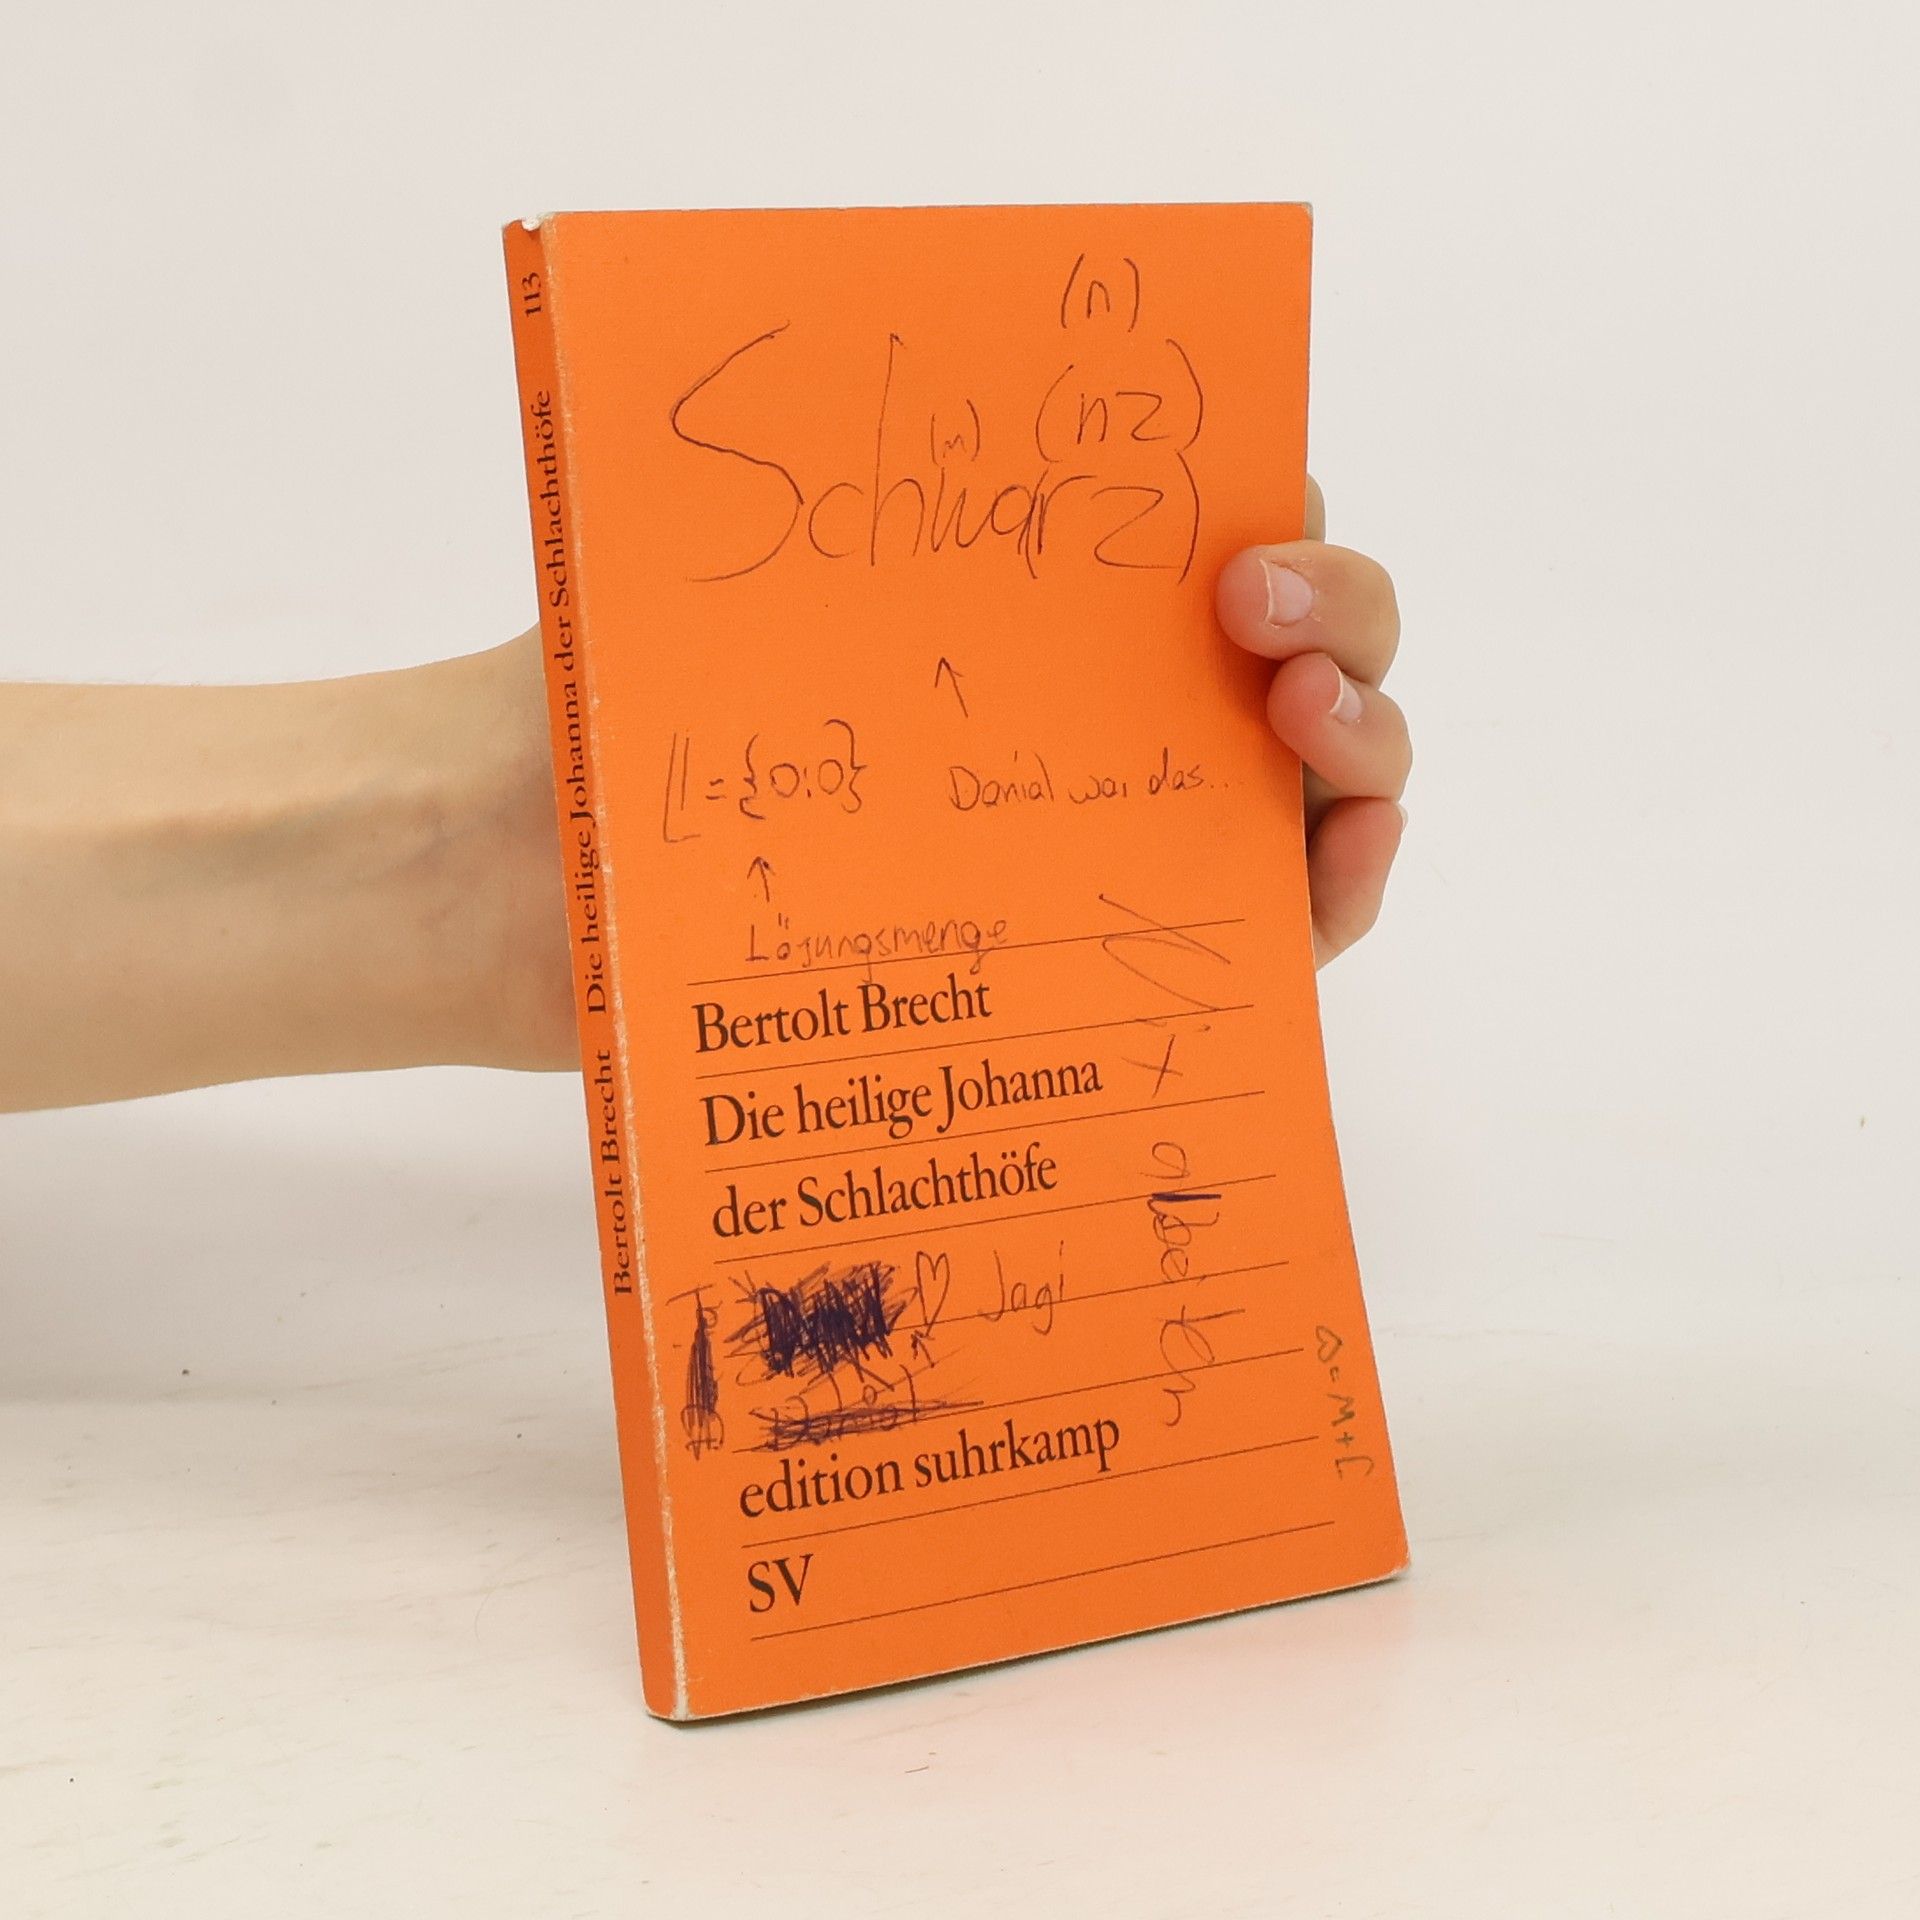 113
Die heilige Johanna der Schlachthöfe
Bertolt Brecht
(n)
(nz)
Schwarz)
𝕃={0;0}
Danial war das...
Lösungsmenge
Bertolt Brecht
Die heilige Johanna
der Schlachthöfe
♡ Jagi
edition suhrkamp
SV
J+M=♡